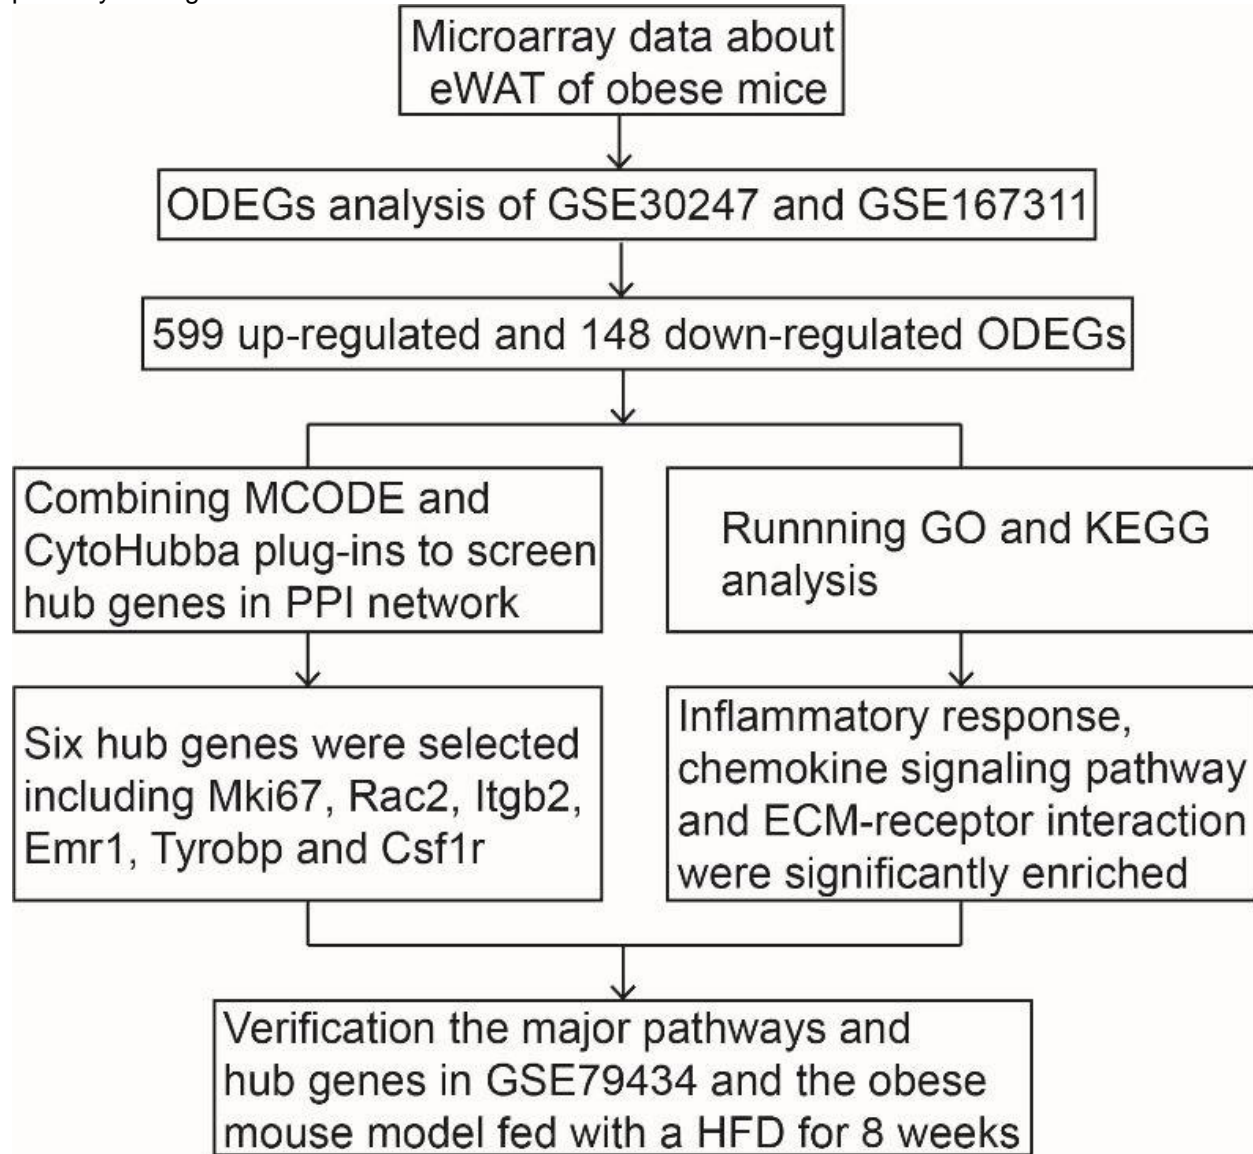 Microarray data about
eWAT of obese mice
ODEGs analysis of GSE30247 and GSE167311
599 up-regulated and 148 down-regulated ODEGs
Combining MCODE and
CytoHubba plug-ins to screen
hub genes in PPI network
Runnning GO and KEGG
analysis
Six hub genes were selected
including Mki67, Rac2, Itgb2,
Emr1, Tyrobp and Csf1r
Inflammatory response,
chemokine signaling pathway
and ECM-receptor interaction
were significantly enriched
Verification the major pathways and
hub genes in GSE79434 and the obese
mouse model fed with a HFD for 8 weeks